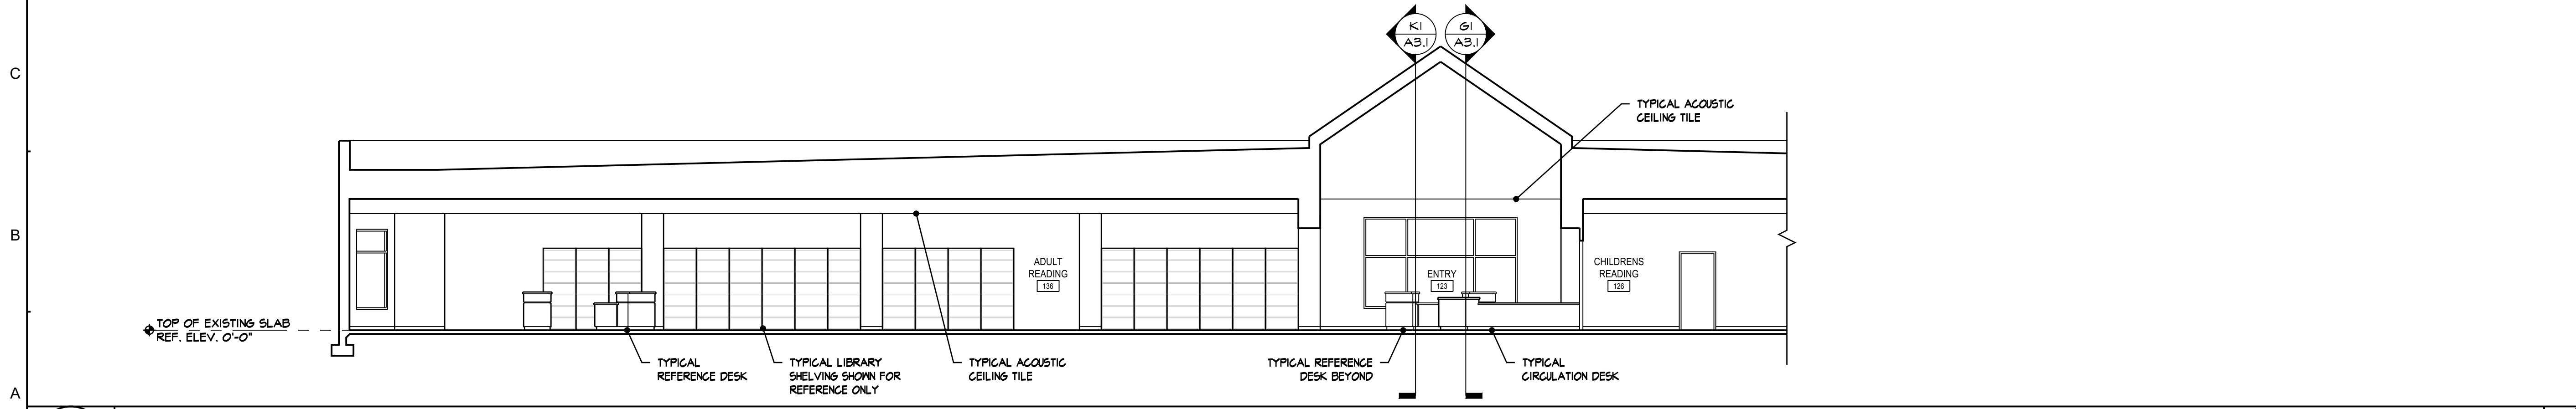 K1
A3.1
G1
A3.1
C
TYPICAL ACOUSTIC
CEILING TILE
B
ADULT
READING
136
ENTRY
123
CHILDRENS
READING
126
TOP OF EXISTING SLAB
REF. ELEV. 0'-0"
TYPICAL
REFERENCE DESK
TYPICAL LIBRARY
SHELVING SHOWN FOR
REFERENCE ONLY
TYPICAL ACOUSTIC
CEILING TILE
TYPICAL REFERENCE
DESK BEYOND
TYPICAL
CIRCULATION DESK
A